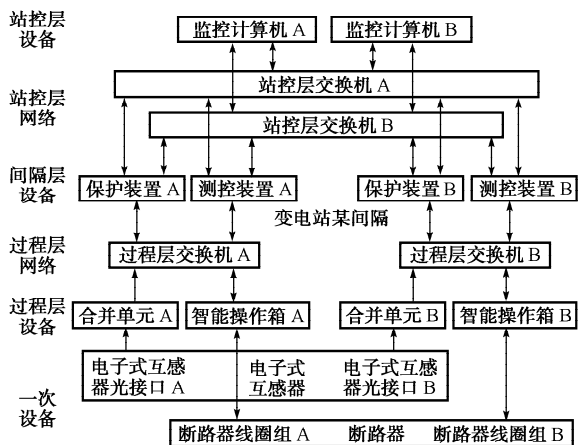 站控层
设备
监控计算机 A
监控计算机 B
站控层交换机 A
站控层
网络
站控层交换机 B
间隔层
设备
保护装置 A
测控装置 A
保护装置 B
测控装置 B
变电站某间隔
过程层
网络
过程层交换机 A
过程层交换机 B
过程层
设备
合并单元 A
智能操作箱 A
合并单元 B
智能操作箱 B
电子式互感
器光接口 A
电子式
互感器
电子式互感
器光接口 B
一次
设备
断路器线圈组 A
断路器
断路器线圈组 B